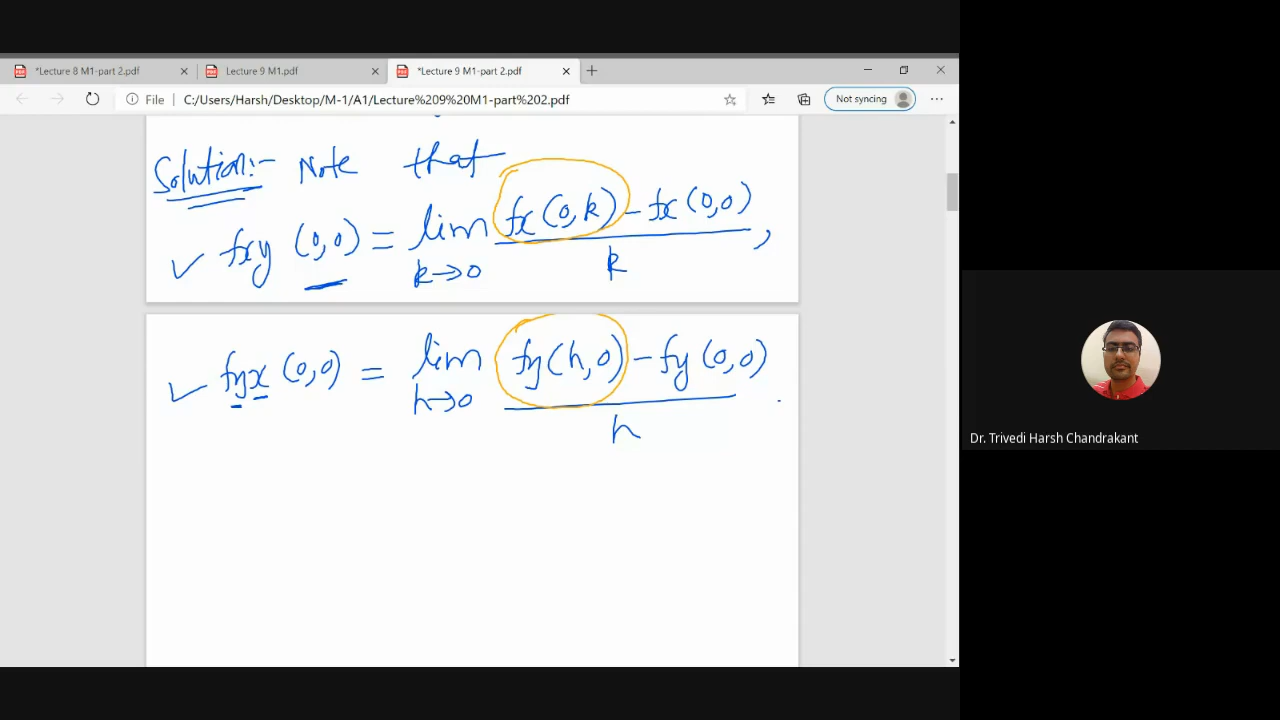 *Lecture 8 M1-part 2.pdf
Lecture 9 M1.pdf
*Lecture 9 M1-part 2.pdf
File
C:/Users/Harsh/Desktop/M-1/A1/Lecture%209%20M1-part%202.pdf
Not syncing
Solution:- Note that
✓ fxy (0,0) = lim k→0 fx(0,k) - fx(0,0) / k ,
✓ fyx (0,0) = lim h→0 fy(h,0) - fy(0,0) / h .
Dr. Trivedi Harsh Chandrakant